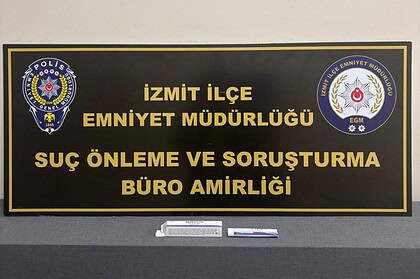 POLİS
1845
İZMİT İLÇE
EMNİYET MÜDÜRLÜĞÜ
SUÇ ÖNLEME VE SORUŞTURMA
BÜRO AMİRLİĞİ
İZMİT İLÇE EMNİYET MÜDÜRLÜĞÜ
EGM